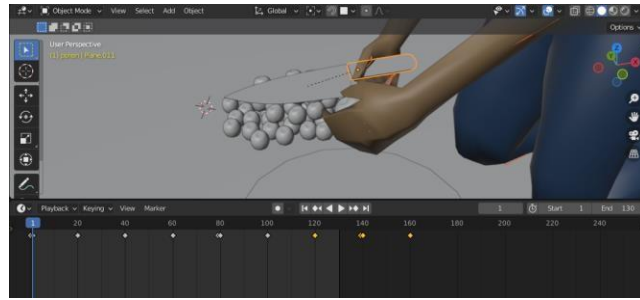 Object Mode View Select Add Object Global
Options
User Perspective
Playback Keying View Marker 1 Start 1 End 130
1 20 40 60 80 100 120 140 160 180 200 220 240